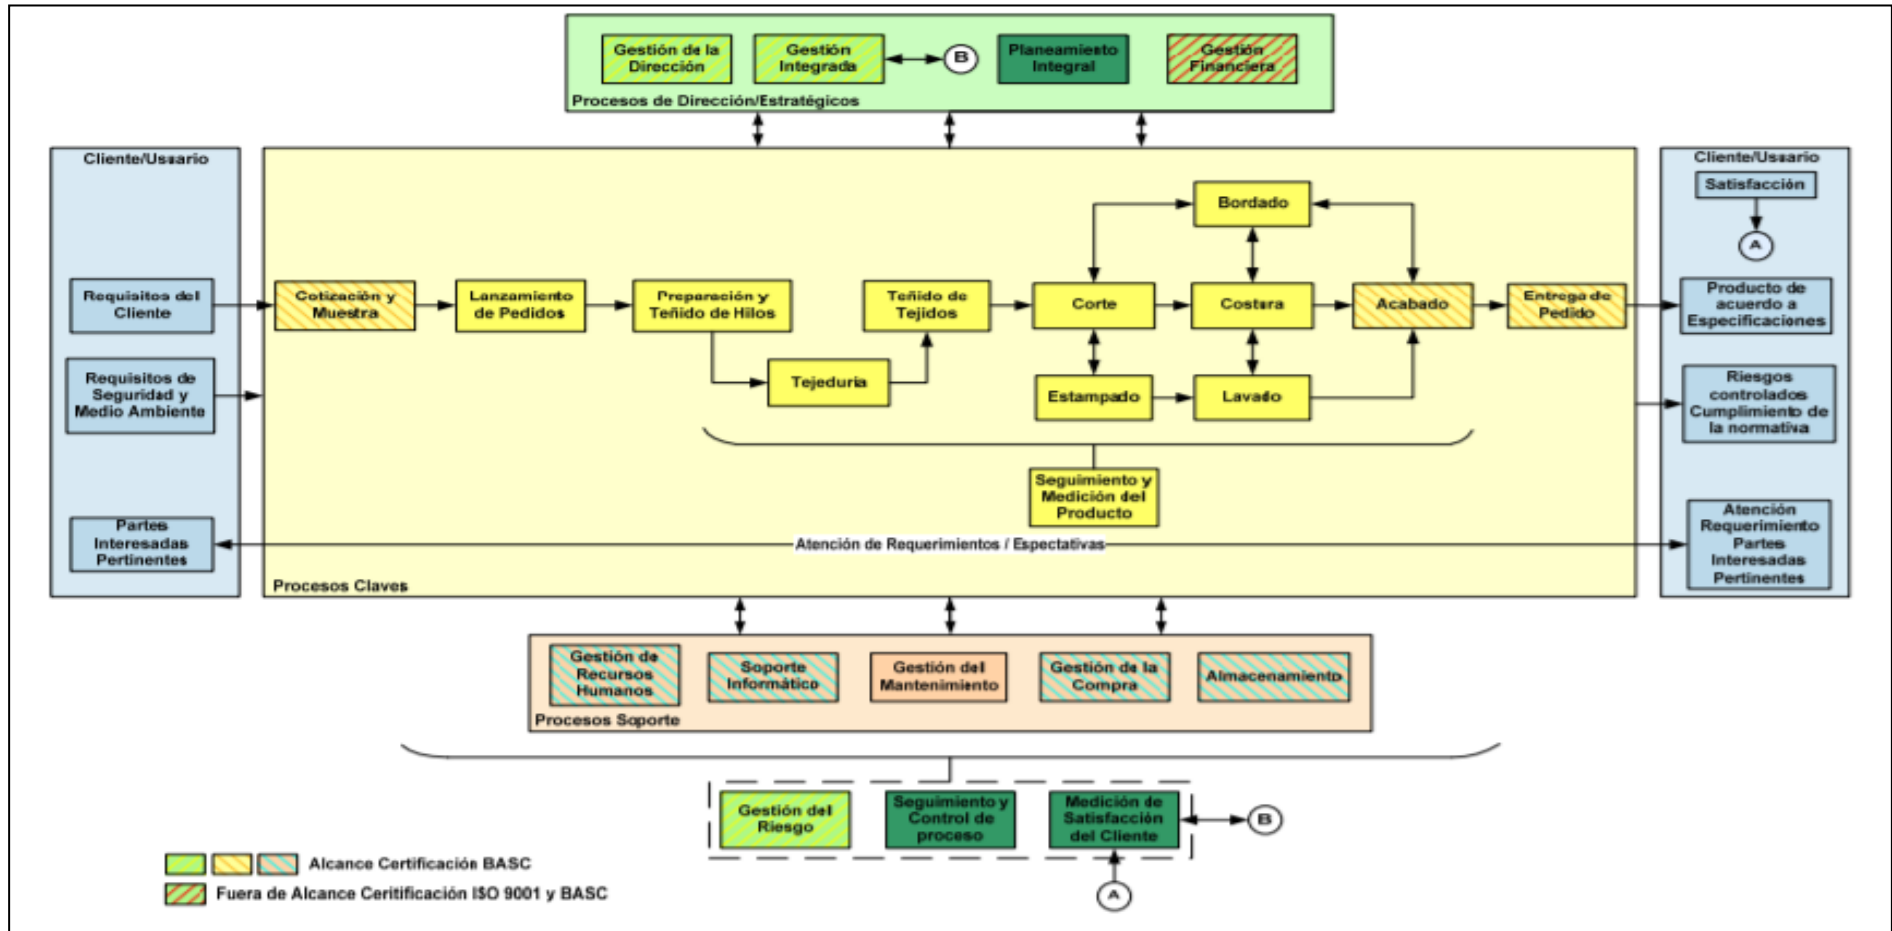 Gestión de la
Dirección
Gestión
Integrada
B
Planeamiento
Integral
Gestión
Financiera
Procesos de Dirección/Estratégicos
Cliente/Usuario
Requisitos del
Cliente
Requisitos de
Seguridad y
Medio Ambiente
Partes
Interesadas
Pertinentes
Cotización y
Muestra
Lanzamiento
de Pedidos
Preparación y
Teñido de Hilos
Tejeduria
Teñido de
Tejidos
Corte
Bordado
Costura
Estampado
Lavado
Acabado
Entrega de
Pedido
Seguimiento y
Medición del
Producto
Atención de Requerimientos / Espectativas
Procesos Claves
Cliente/Usuario
Satisfacción
A
Producto de
acuerdo a
Especificaciones
Riesgos
controlados
Cumplimiento de
la normativa
Atención
Requerimiento
Partes
Interesadas
Pertinentes
Gestión de
Recursos
Humanos
Soporte
Informático
Gestión del
Mantenimiento
Gestión de la
Compra
Almacenamiento
Procesos Soporte
Gestión del
Riesgo
Seguimiento y
Control de
proceso
Medición de
Satisfacción
del Cliente
B
A
Alcance Certificación BASC
Fuera de Alcance Ceritificación ISO 9001 y BASC